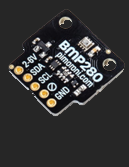 BMP280
pimoroni.com
2-6V
SDA
SCL
GND